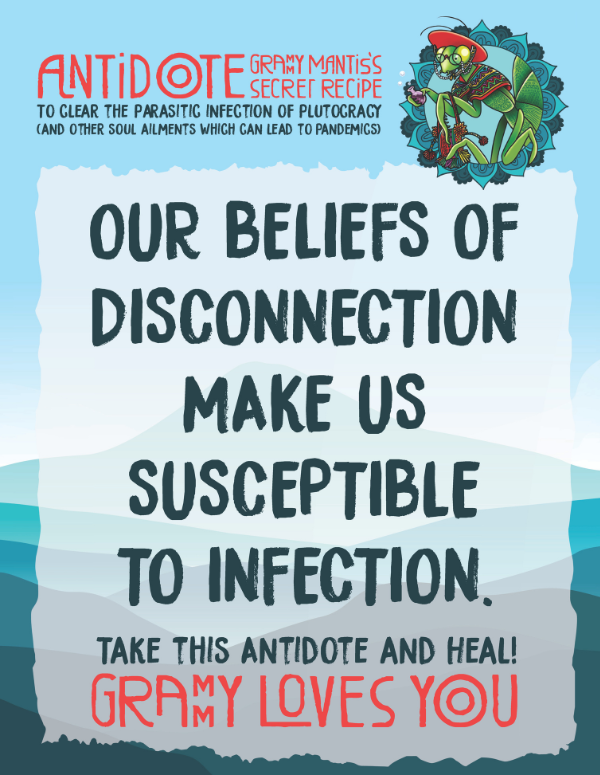 ANTIDOTE GRAMMY MANTIS'S
SECRET RECIPE
TO CLEAR THE PARASITIC INFECTION OF PLUTOCRACY
(AND OTHER SOUL AILMENTS WHICH CAN LEAD TO PANDEMICS)
OUR BELIEFS OF
DISCONNECTION
MAKE US
SUSCEPTIBLE
TO INFECTION.
TAKE THIS ANTIDOTE AND HEAL!
GRAMMY LOVES YOU